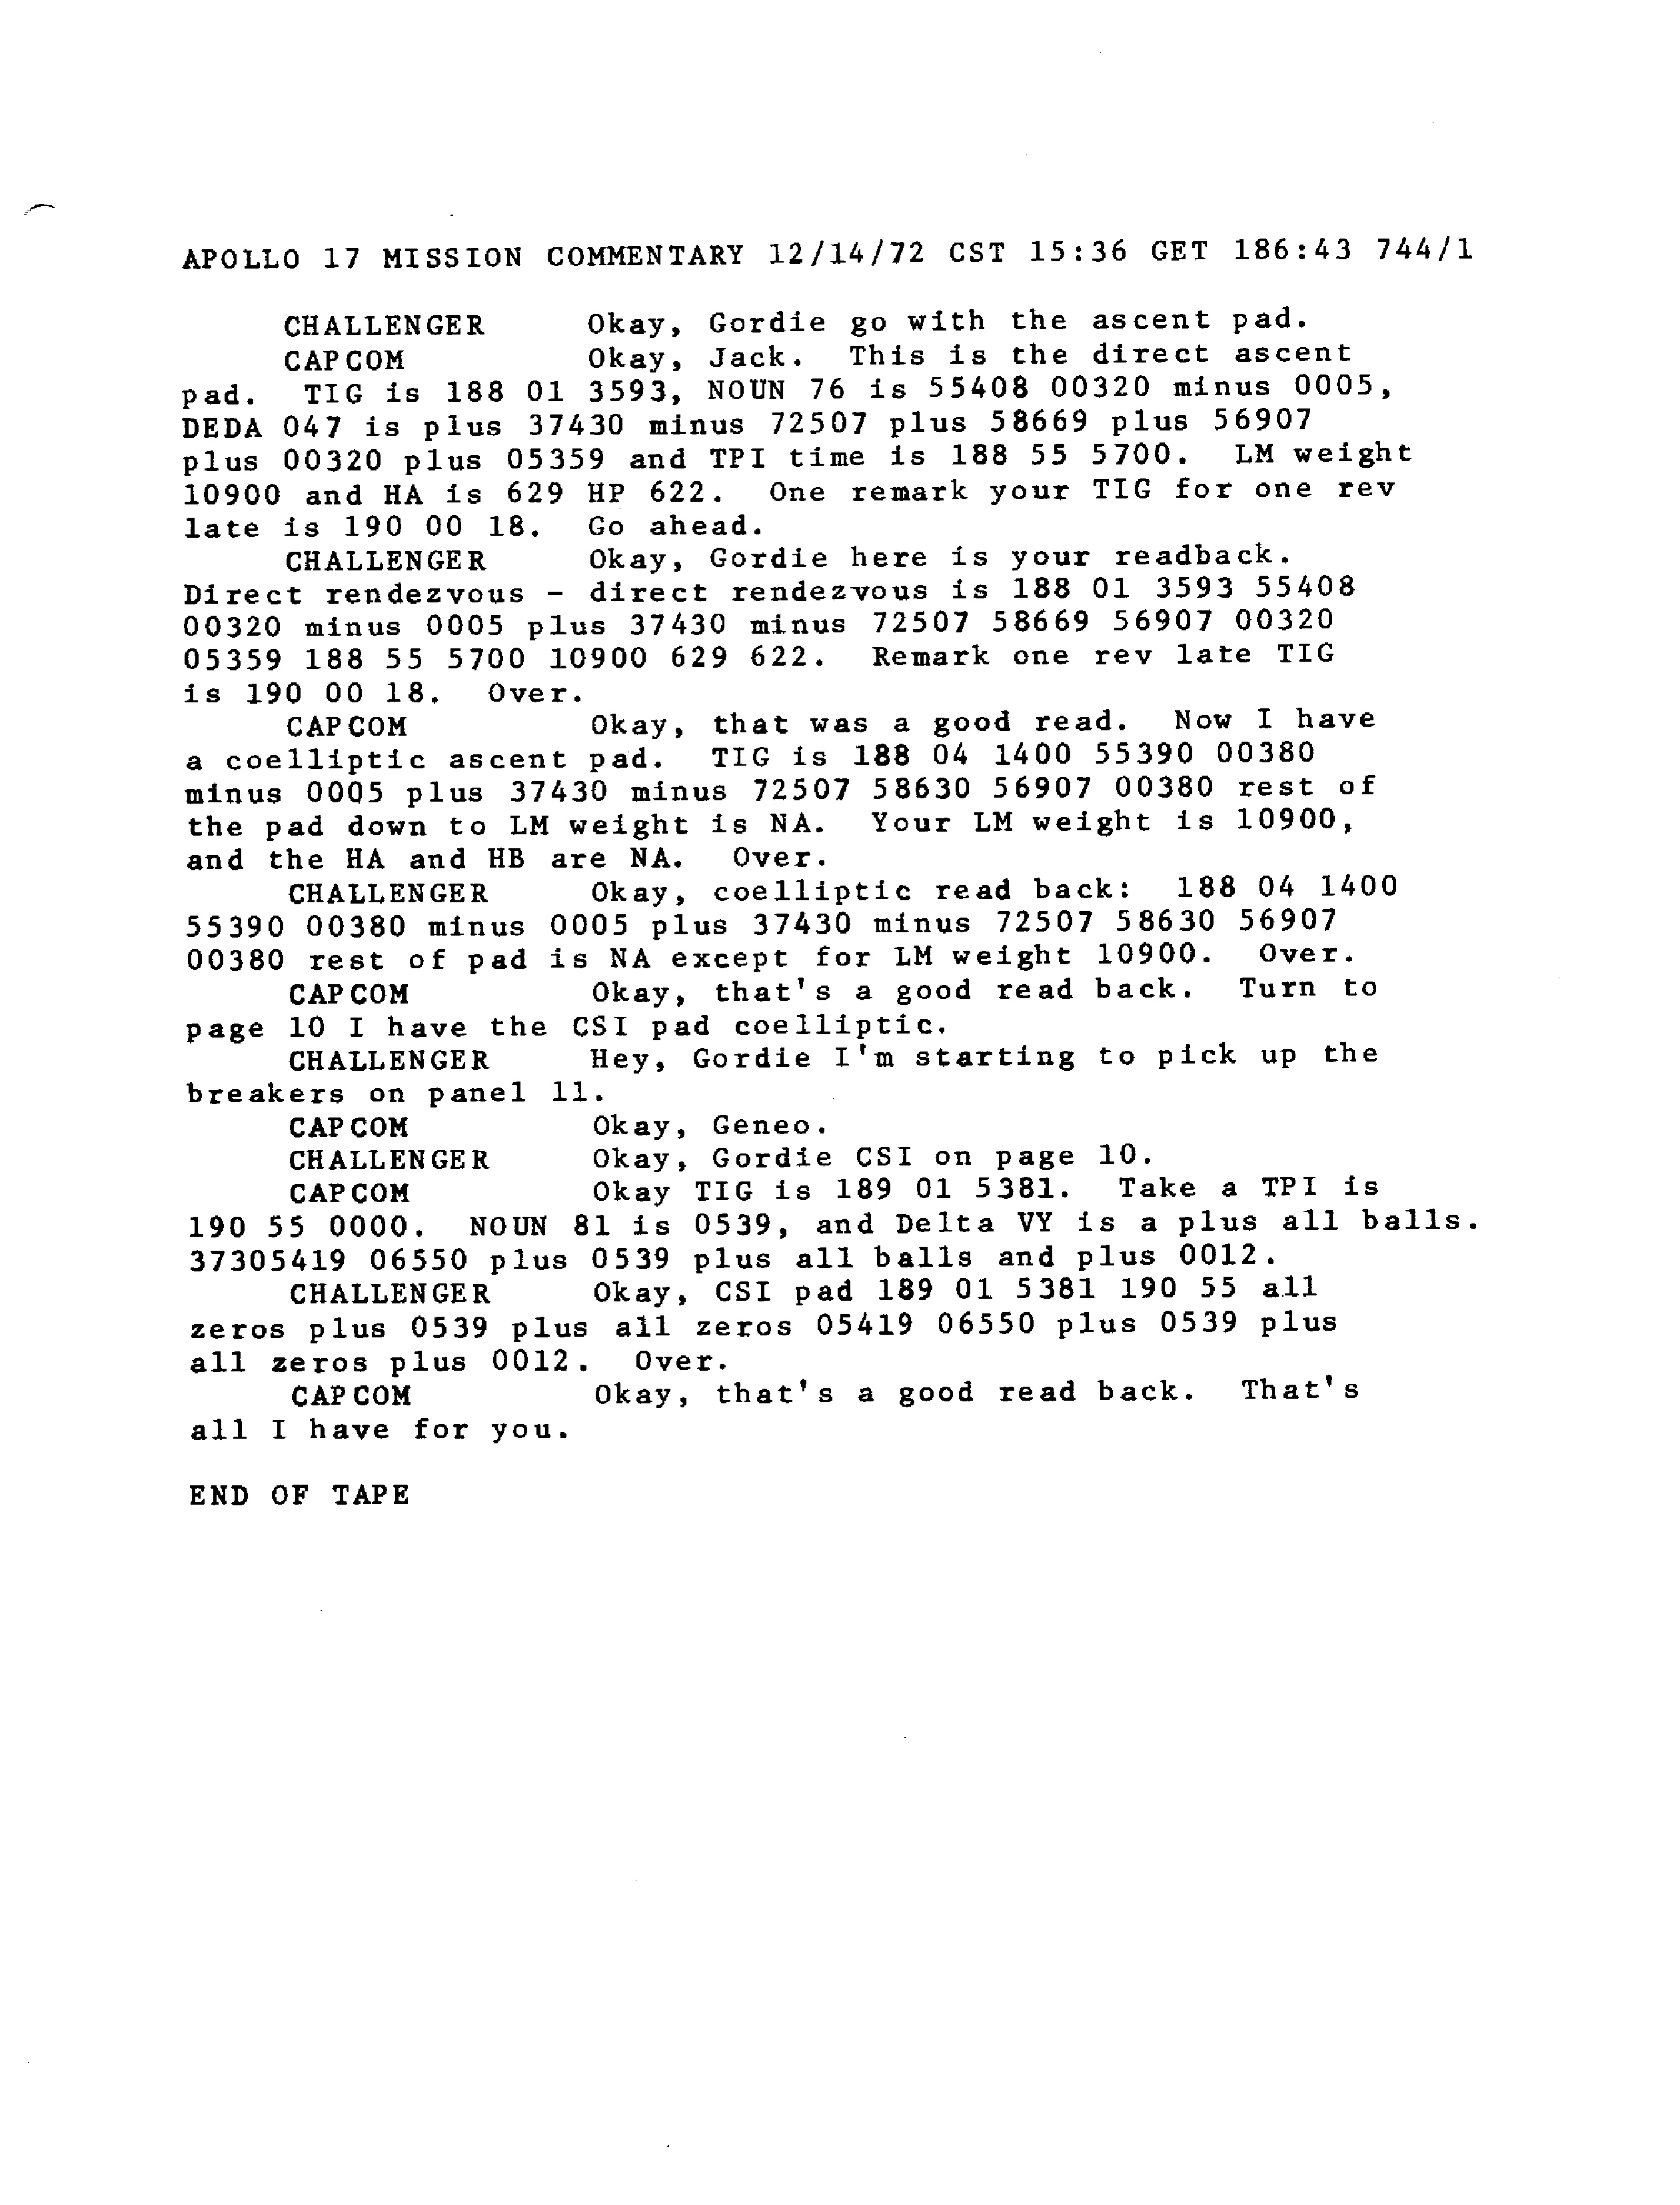 APOLLO 17 MISSION COMMENTARY 12/14/72 CST 15:36 GET 186:43 744/1
CHALLENGER Okay, Gordie go with the ascent pad.
CAPCOM Okay, Jack. This is the direct ascent
pad. TIG is 188 01 3593, NOUN 76 is 55408 00320 minus 0005,
DEDA 047 is plus 37430 minus 72507 plus 58669 plus 56907
plus 00320 plus 05359 and TPI time is 188 55 5700. LM weight
10900 and HA is 629 HP 622. One remark your TIG for one rev
late is 190 00 18. Go ahead.
CHALLENGER Okay, Gordie here is your readback.
Direct rendezvous - direct rendezvous is 188 01 3593 55408
00320 minus 0005 plus 37430 minus 72507 58669 56907 00320
05359 188 55 5700 10900 629 622. Remark one rev late TIG
is 190 00 18. Over.
CAPCOM Okay, that was a good read. Now I have
a coelliptic ascent pad. TIG is 188 04 1400 55390 00380
minus 0005 plus 37430 minus 72507 58630 56907 00380 rest of
the pad down to LM weight is NA. Your LM weight is 10900,
and the HA and HB are NA. Over.
CHALLENGER Okay, coelliptic read back: 188 04 1400
55390 00380 minus 0005 plus 37430 minus 72507 58630 56907
00380 rest of pad is NA except for LM weight 10900. Over.
CAPCOM Okay, that's a good read back. Turn to
page 10 I have the CSI pad coelliptic.
CHALLENGER Hey, Gordie I'm starting to pick up the
breakers on panel 11.
CAPCOM Okay, Geneo.
CHALLENGER Okay, Gordie CSI on page 10.
CAPCOM Okay TIG is 189 01 5381. Take a TPI is
190 55 0000. NOUN 81 is 0539, and Delta VY is a plus all balls.
37305419 06550 plus 0539 plus all balls and plus 0012.
CHALLENGER Okay, CSI pad 189 01 5381 190 55 all
zeros plus 0539 plus all zeros 05419 06550 plus 0539 plus
all zeros plus 0012. Over.
CAPCOM Okay, that's a good read back. That's
all I have for you.
END OF TAPE